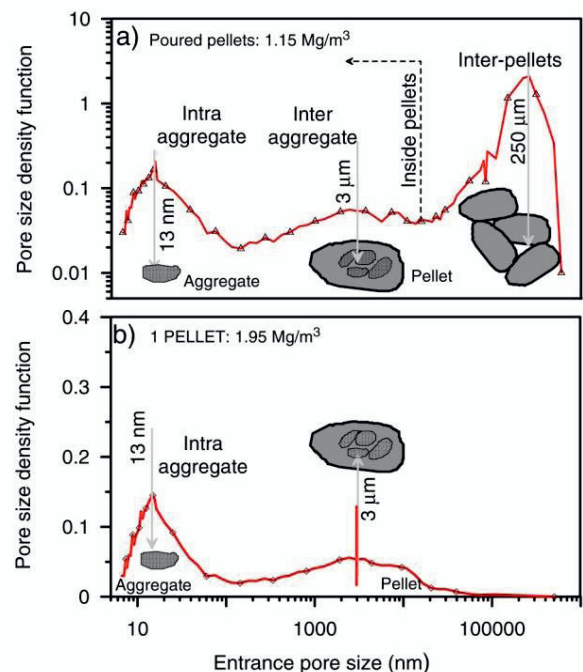 a) Poured pellets: 1.15 Mg/m³
Inter-pellets
Intra
aggregate
Inter
aggregate
Inside pellets
13 nm
3 μm
250 μm
Aggregate
Pellet
10
1
0.1
0.01
Pore size density function
b) 1 PELLET: 1.95 Mg/m³
13 nm
Intra
aggregate
3 μm
Aggregate
Pellet
0.4
0.3
0.2
0.1
0
Pore size density function
10
1000
100000
Entrance pore size (nm)